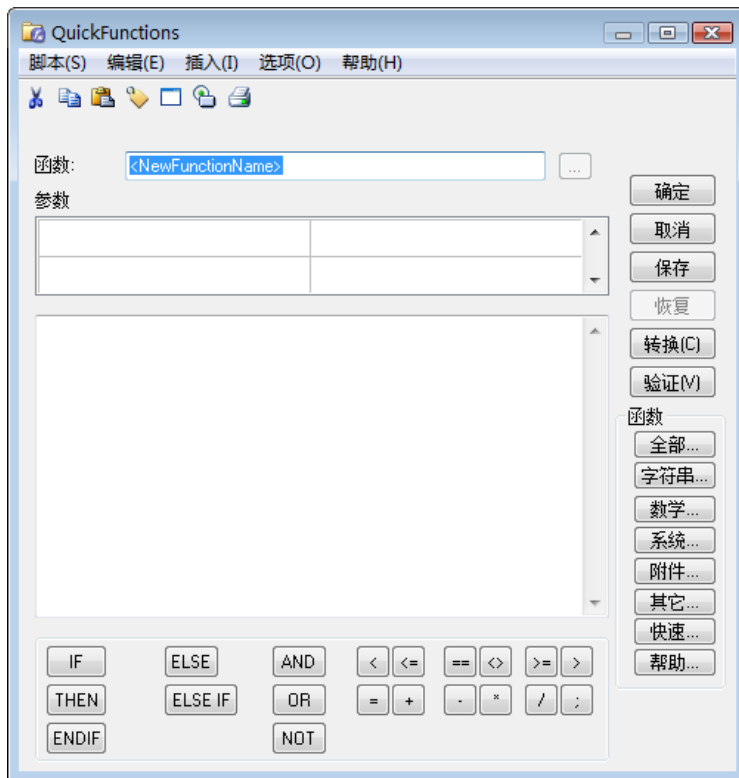 QuickFunctions
脚本(S) 编辑(E) 插入(I) 选项(O) 帮助(H)
函数: <NewFunctionName> ...
参数
确定
取消
保存
恢复
转换(C)
验证(V)
函数
全部...
字符串...
数学...
系统...
附件...
其它...
快速...
帮助...
IF ELSE AND < <= == <> >= >
THEN ELSE IF OR = + - * / ;
ENDIF NOT